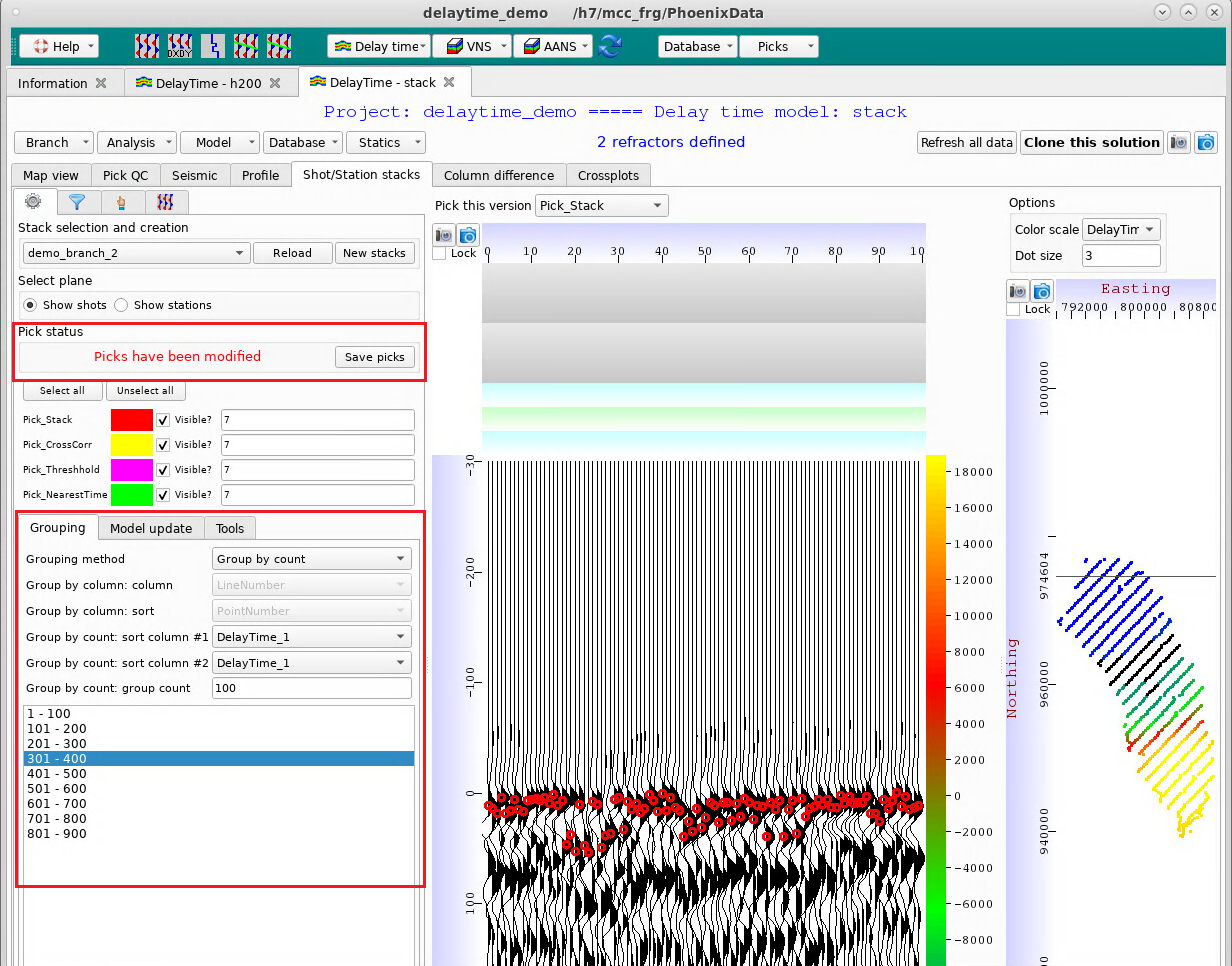 delaytime_demo /h7/mcc_frg/PhoenixData
Help DXDY Delay time VNS AANS Database Picks
Information DelayTime - h200 DelayTime - stack
Project: delaytime_demo ===== Delay time model: stack
Branch Analysis Model Database Statics 2 refractors defined Refresh all data Clone this solution
Map view Pick QC Seismic Profile Shot/Station stacks Column difference Crossplots
Stack selection and creation
demo_branch_2 Reload New stacks
Select plane
Show shots Show stations
Pick status
Picks have been modified Save picks
Select all Unselect all
Pick_Stack Visible? 7
Pick_CrossCorr Visible? 7
Pick_Threshhold Visible? 7
Pick_NearestTime Visible? 7
Grouping Model update Tools
Grouping method Group by count
Group by column: column LineNumber
Group by column: sort PointNumber
Group by count: sort column #1 DelayTime_1
Group by count: sort column #2 DelayTime_1
Group by count: group count 100
1 - 100
101 - 200
201 - 300
301 - 400
401 - 500
501 - 600
601 - 700
701 - 800
801 - 900
Pick this version Pick_Stack
Lock
0 10 20 30 40 50 60 70 80 90 10
-30
-200
-100
0
100
18000
16000
14000
12000
10000
8000
6000
4000
2000
0
-2000
-4000
-6000
-8000
Options
Color scale DelayTir
Dot size 3
Easting
Lock
792000 800000 80800
Northing
1000000
974604
960000
940000